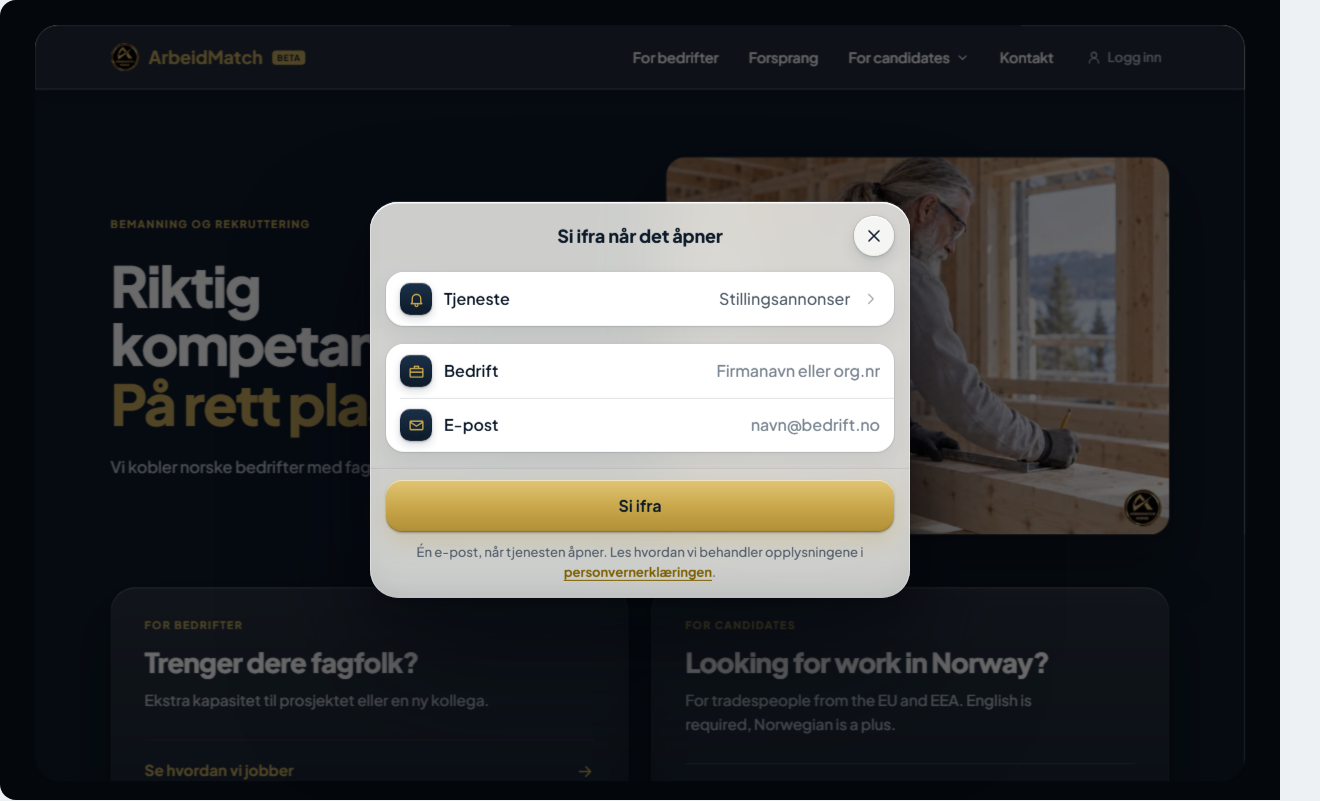 ArbeidMatch BETA
For bedrifter
Forsprang
For candidates
Kontakt
Logg inn
BEMANNING OG REKRUTTERING
Riktig
kompetan
På rett pla
Vi kobler norske bedrifter med fag
Si ifra når det åpner
Tjeneste
Stillingsannonser
Bedrift
Firmanavn eller org.nr
E-post
navn@bedrift.no
Si ifra
Én e-post, når tjenesten åpner. Les hvordan vi behandler opplysningene i
personvernerklæringen.
FOR BEDRIFTER
Trenger dere fagfolk?
Ekstra kapasitet til prosjektet eller en ny kollega.
Se hvordan vi jobber
FOR CANDIDATES
Looking for work in Norway?
For tradespeople from the EU and EEA. English is
required, Norwegian is a plus.